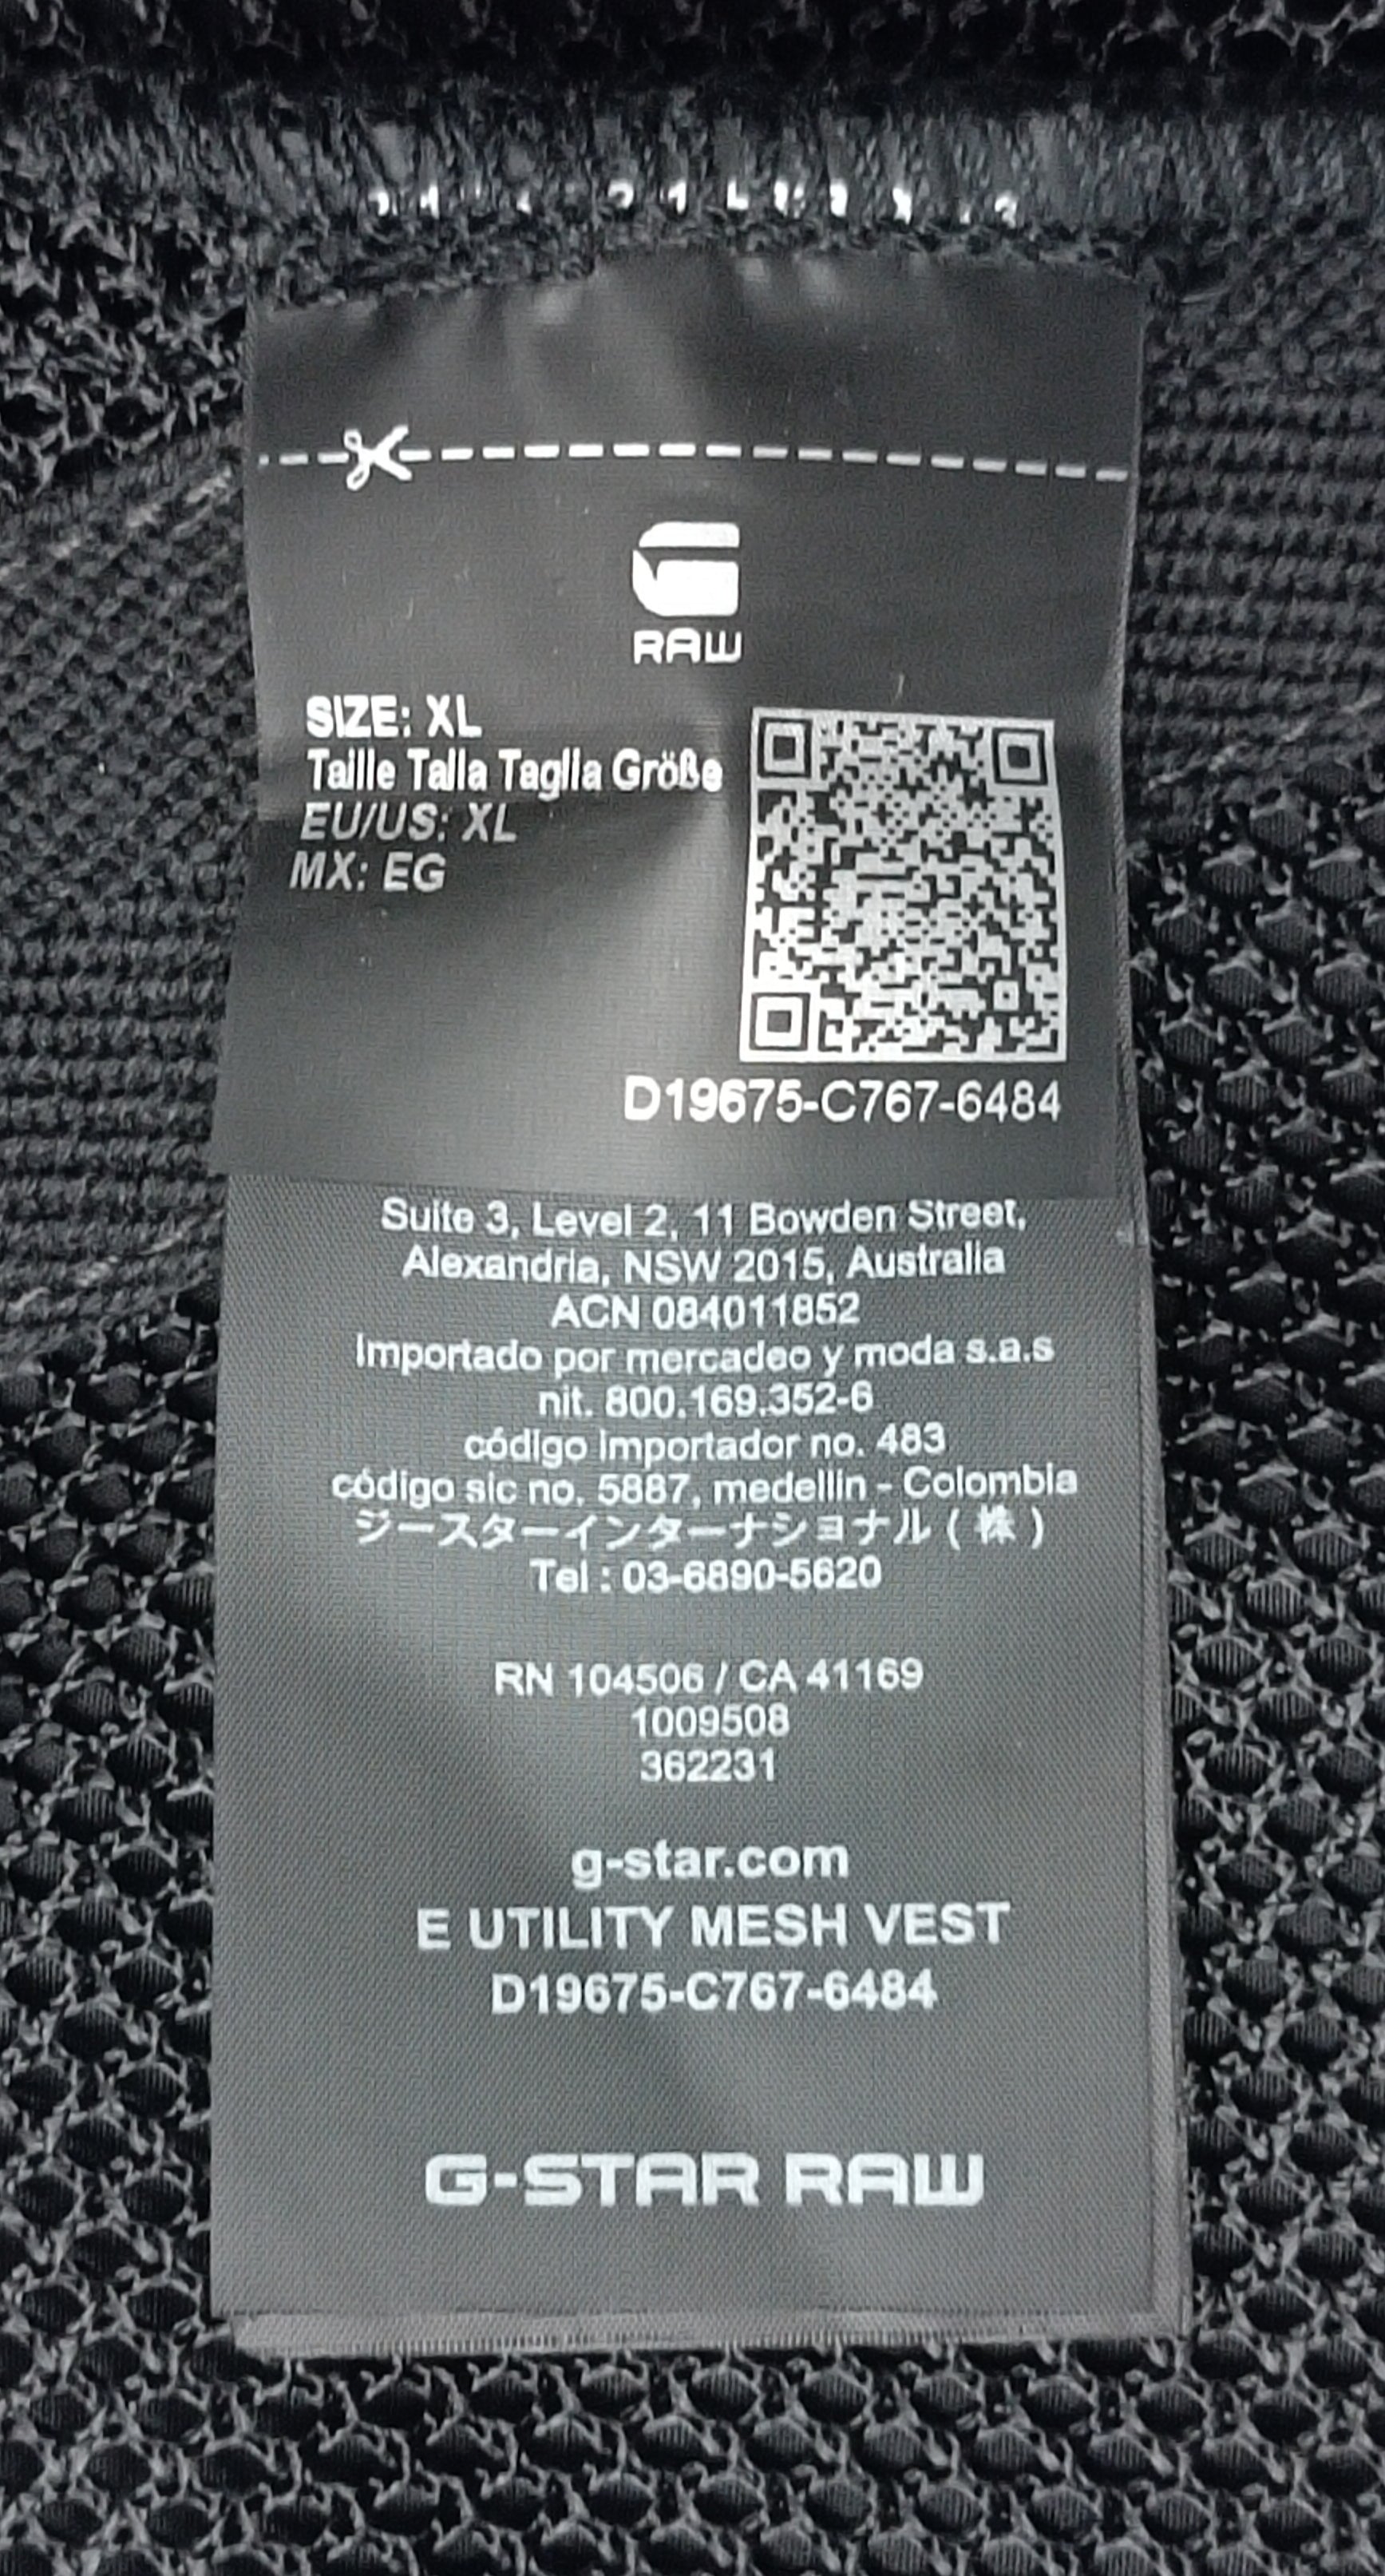 RAW
SIZE: XL
Taille Talla Taglia Größe
EU/US: XL
MX: EG
D19675-C767-6484
Suite 3, Level 2, 11 Bowden Street,
Alexandria, NSW 2015, Australia
ACN 084011852
Importado por mercadeo y moda s.a.s
nit. 800.169.352-6
código importador no. 483
código sic no. 5887, medellin - Colombia
ジースターインターナショナル ( 株 )
Tel : 03-6890-5620
RN 104506 / CA 41169
1009508
362231
g-star.com
E UTILITY MESH VEST
D19675-C767-6484
G-STAR RAW